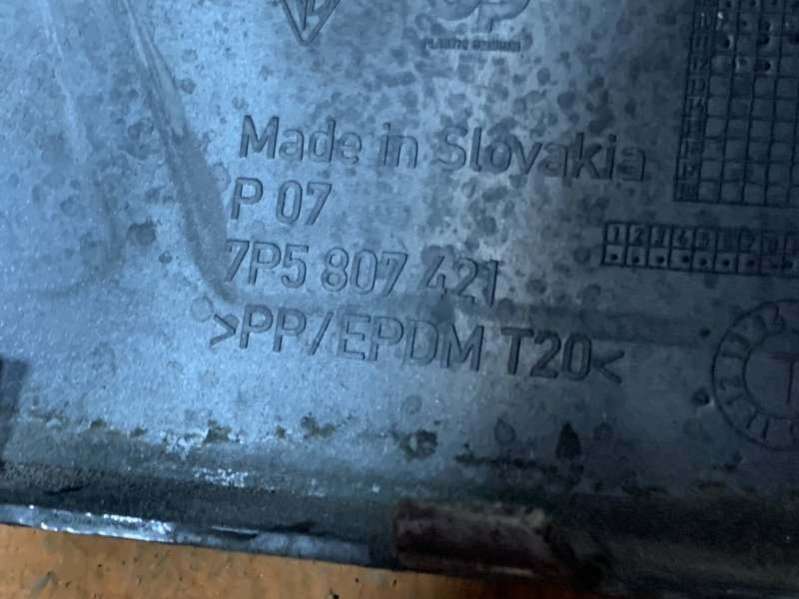 Made in Slovakia
P 07
7P5 807 421
>PP/EPDM T20<